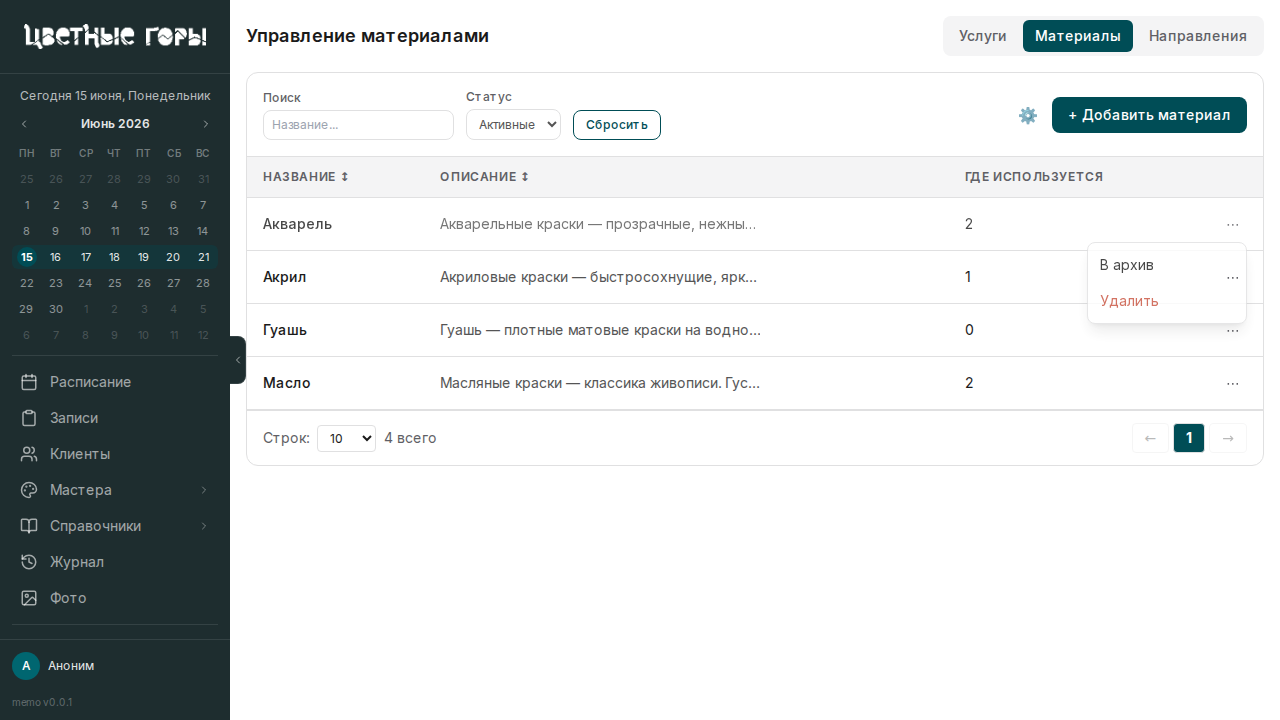 Цветные горы
Сегодня 15 июня, Понедельник
Июнь 2026
ПН ВТ СР ЧТ ПТ СБ ВС
25 26 27 28 29 30 31
1 2 3 4 5 6 7
8 9 10 11 12 13 14
15 16 17 18 19 20 21
22 23 24 25 26 27 28
29 30 1 2 3 4 5
6 7 8 9 10 11 12
Расписание
Записи
Клиенты
Мастера
Справочники
Журнал
Фото
А Аноним
memo v0.0.1
Управление материалами
Услуги Материалы Направления
Поиск Статус
Название... Активные Сбросить + Добавить материал
НАЗВАНИЕ ↕ ОПИСАНИЕ ↕ ГДЕ ИСПОЛЬЗУЕТСЯ
Акварель Акварельные краски — прозрачные, нежны... 2 ...
Акрил Акриловые краски — быстросохнущие, ярк... 1 ...
Гуашь Гуашь — плотные матовые краски на водно... 0 ...
Масло Масляные краски — классика живописи. Гус... 2 ...
В архив
Удалить
Строк: 10 4 всего ← 1 →